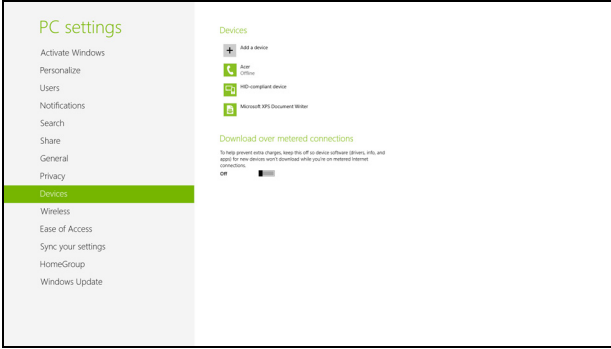 PC settings
Activate Windows
Personalize
Users
Notifications
Search
Share
General
Privacy
Devices
Wireless
Ease of Access
Sync your settings
HomeGroup
Windows Update
Devices
Add a device
Acer
Offline
HID-compliant device
Microsoft XPS Document Writer
Download over metered connections
To help prevent extra charges, keep this off so device software (drivers, info, and
apps) for new devices won't download while you're on metered Internet
connections.
Off